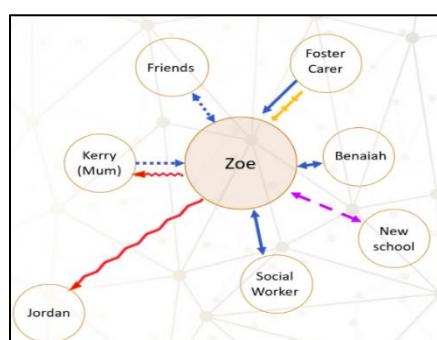 Friends
Foster
Carer
Kerry
(Mum)
Zoe
Benaiah
New
school
Social
Worker
Jordan